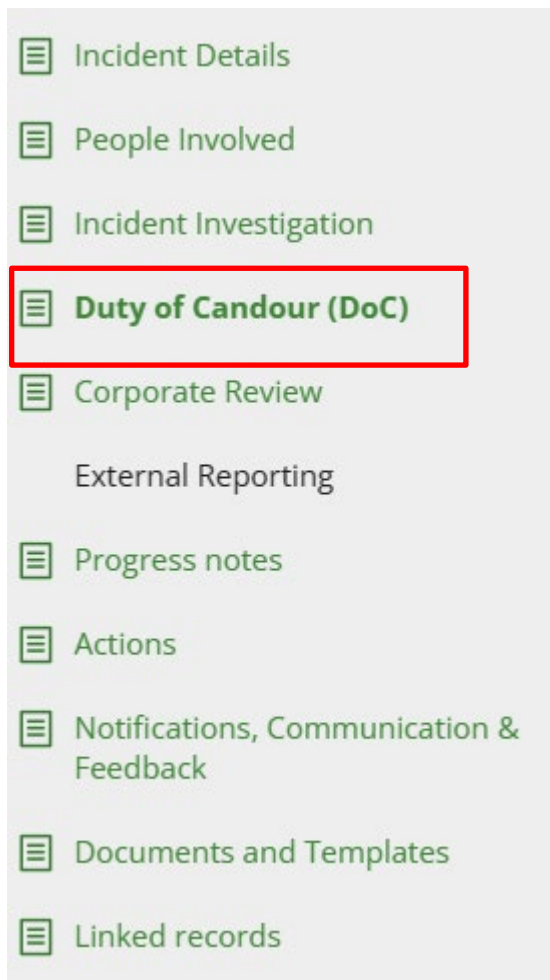 Incident Details
People Involved
Incident Investigation
Duty of Candour (DoC)
Corporate Review
External Reporting
Progress notes
Actions
Notifications, Communication &
Feedback
Documents and Templates
Linked records